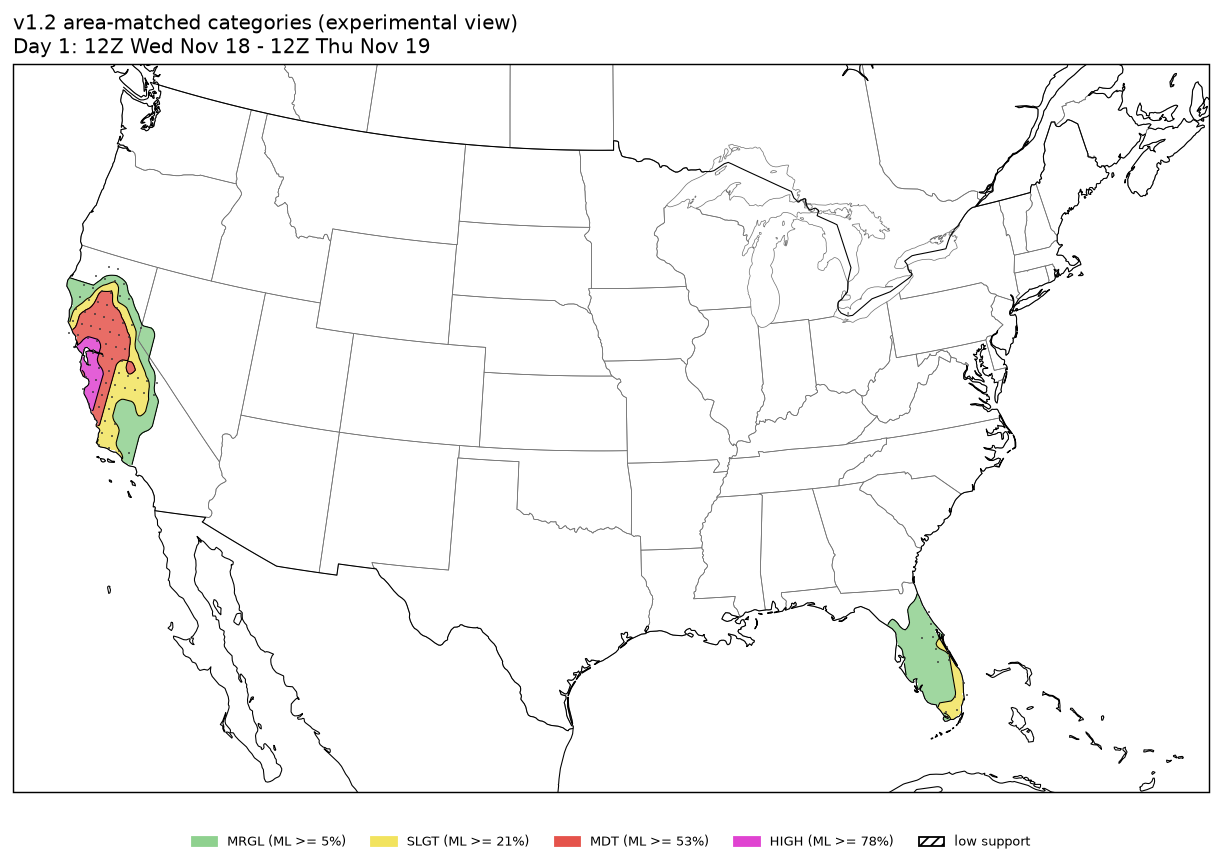 v1.2 area-matched categories (experimental view)
Day 1: 12Z Wed Nov 18 - 12Z Thu Nov 19
MRGL (ML >= 5%) SLGT (ML >= 21%) MDT (ML >= 53%) HIGH (ML >= 78%) low support